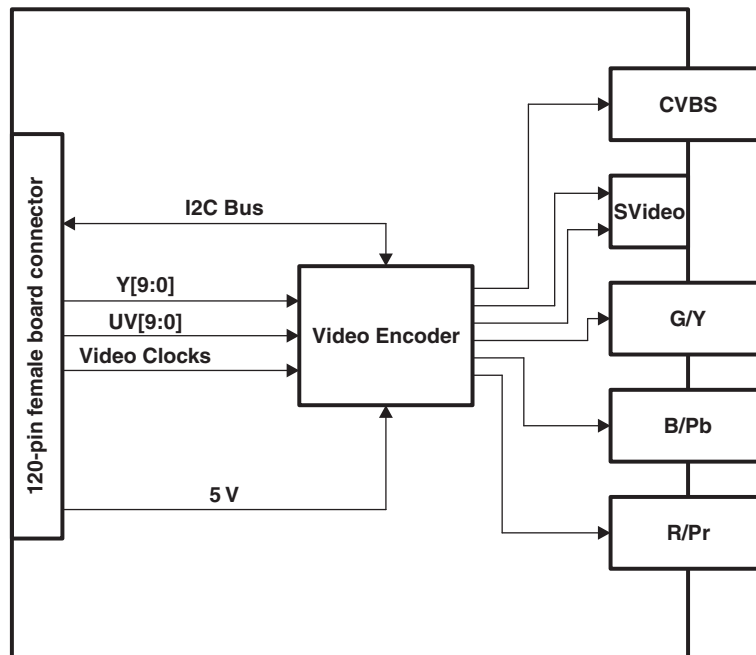 CVBS
SVideo
I2C Bus
120-pin female board connector
Y[9:0]
UV[9:0]
Video Clocks
Video Encoder
G/Y
B/Pb
5 V
R/Pr